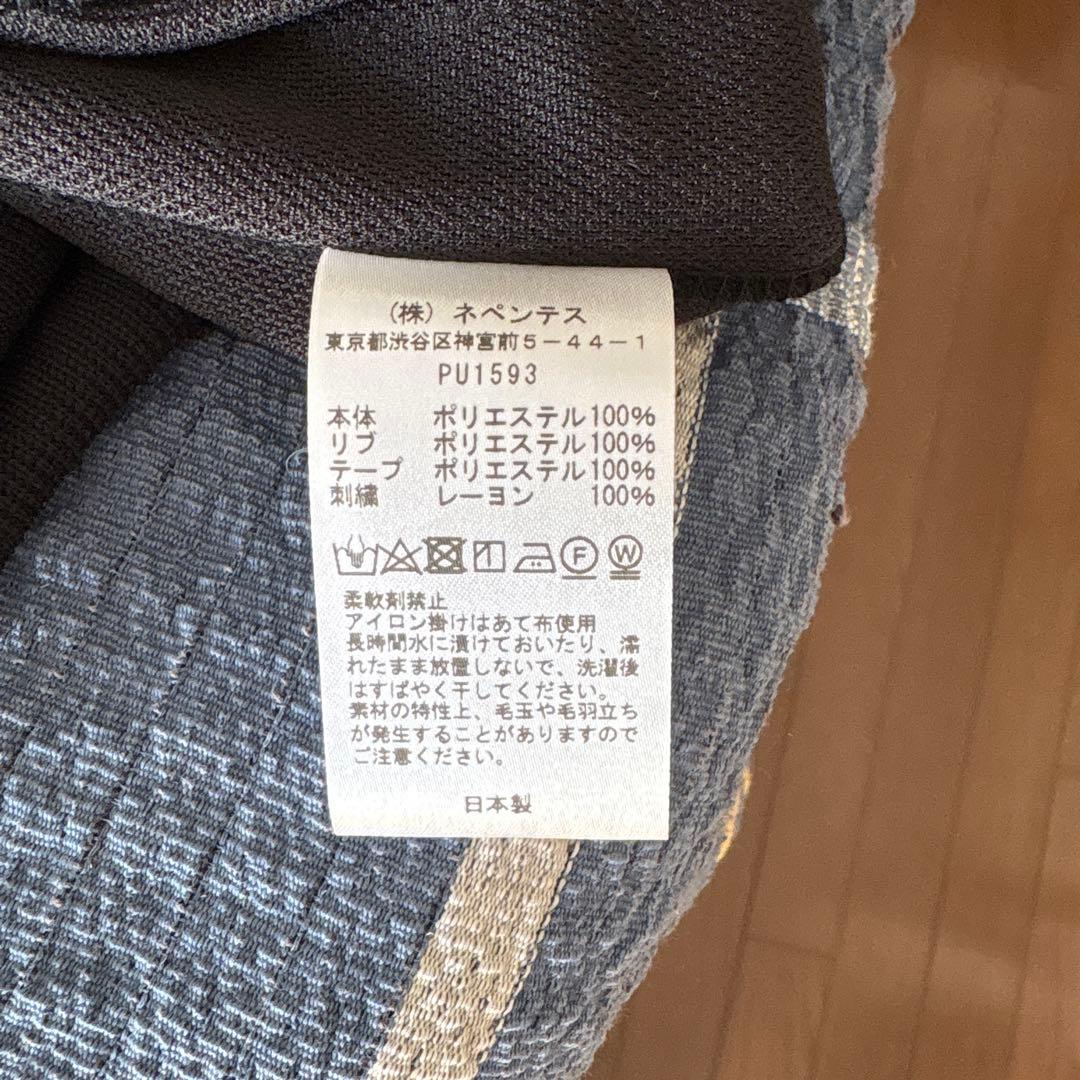 (株) ネペンテス
東京都渋谷区神宮前5-44-1
PU1593
本体 ポリエステル100%
リブ ポリエステル100%
テープ ポリエステル100%
刺繍 レーヨン 100%
F W
柔軟剤禁止
アイロン掛けはあて布使用
長時間水に漬けておいたり、濡
れたまま放置しないで、洗濯後
はすばやく干してください。
素材の特性上、毛玉や毛羽立ち
が発生することがありますので
ご注意ください。
日本製